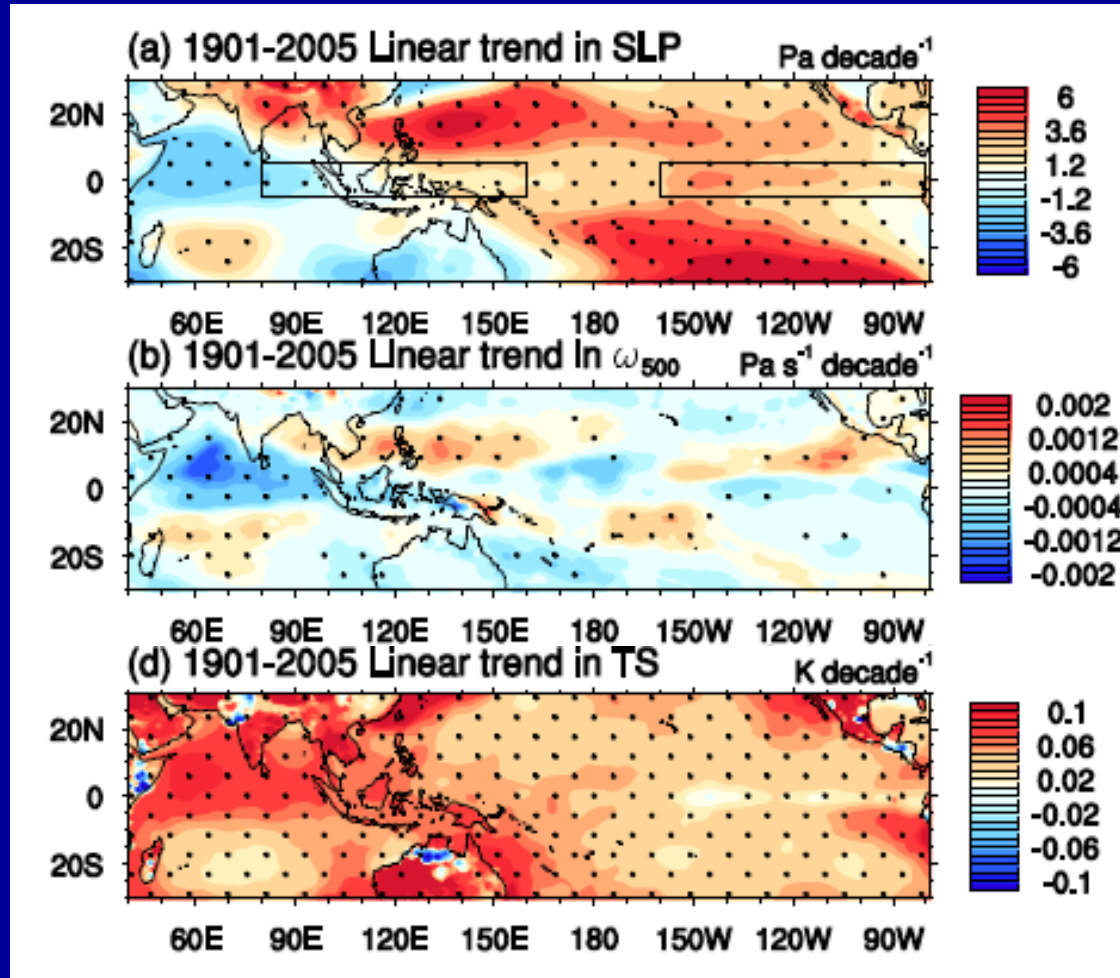 (a) 1901-2005 Linear trend in SLP Pa decade⁻¹
20N
0
20S
6
3.6
1.2
-1.2
-3.6
-6
60E 90E 120E 150E 180 150W 120W 90W
(b) 1901-2005 Linear trend in ω₅₀₀ Pa s⁻¹ decade⁻¹
20N
0
20S
0.002
0.0012
0.0004
-0.0004
-0.0012
-0.002
60E 90E 120E 150E 180 150W 120W 90W
(d) 1901-2005 Linear trend in TS K decade⁻¹
20N
0
20S
0.1
0.06
0.02
-0.02
-0.06
-0.1
60E 90E 120E 150E 180 150W 120W 90W